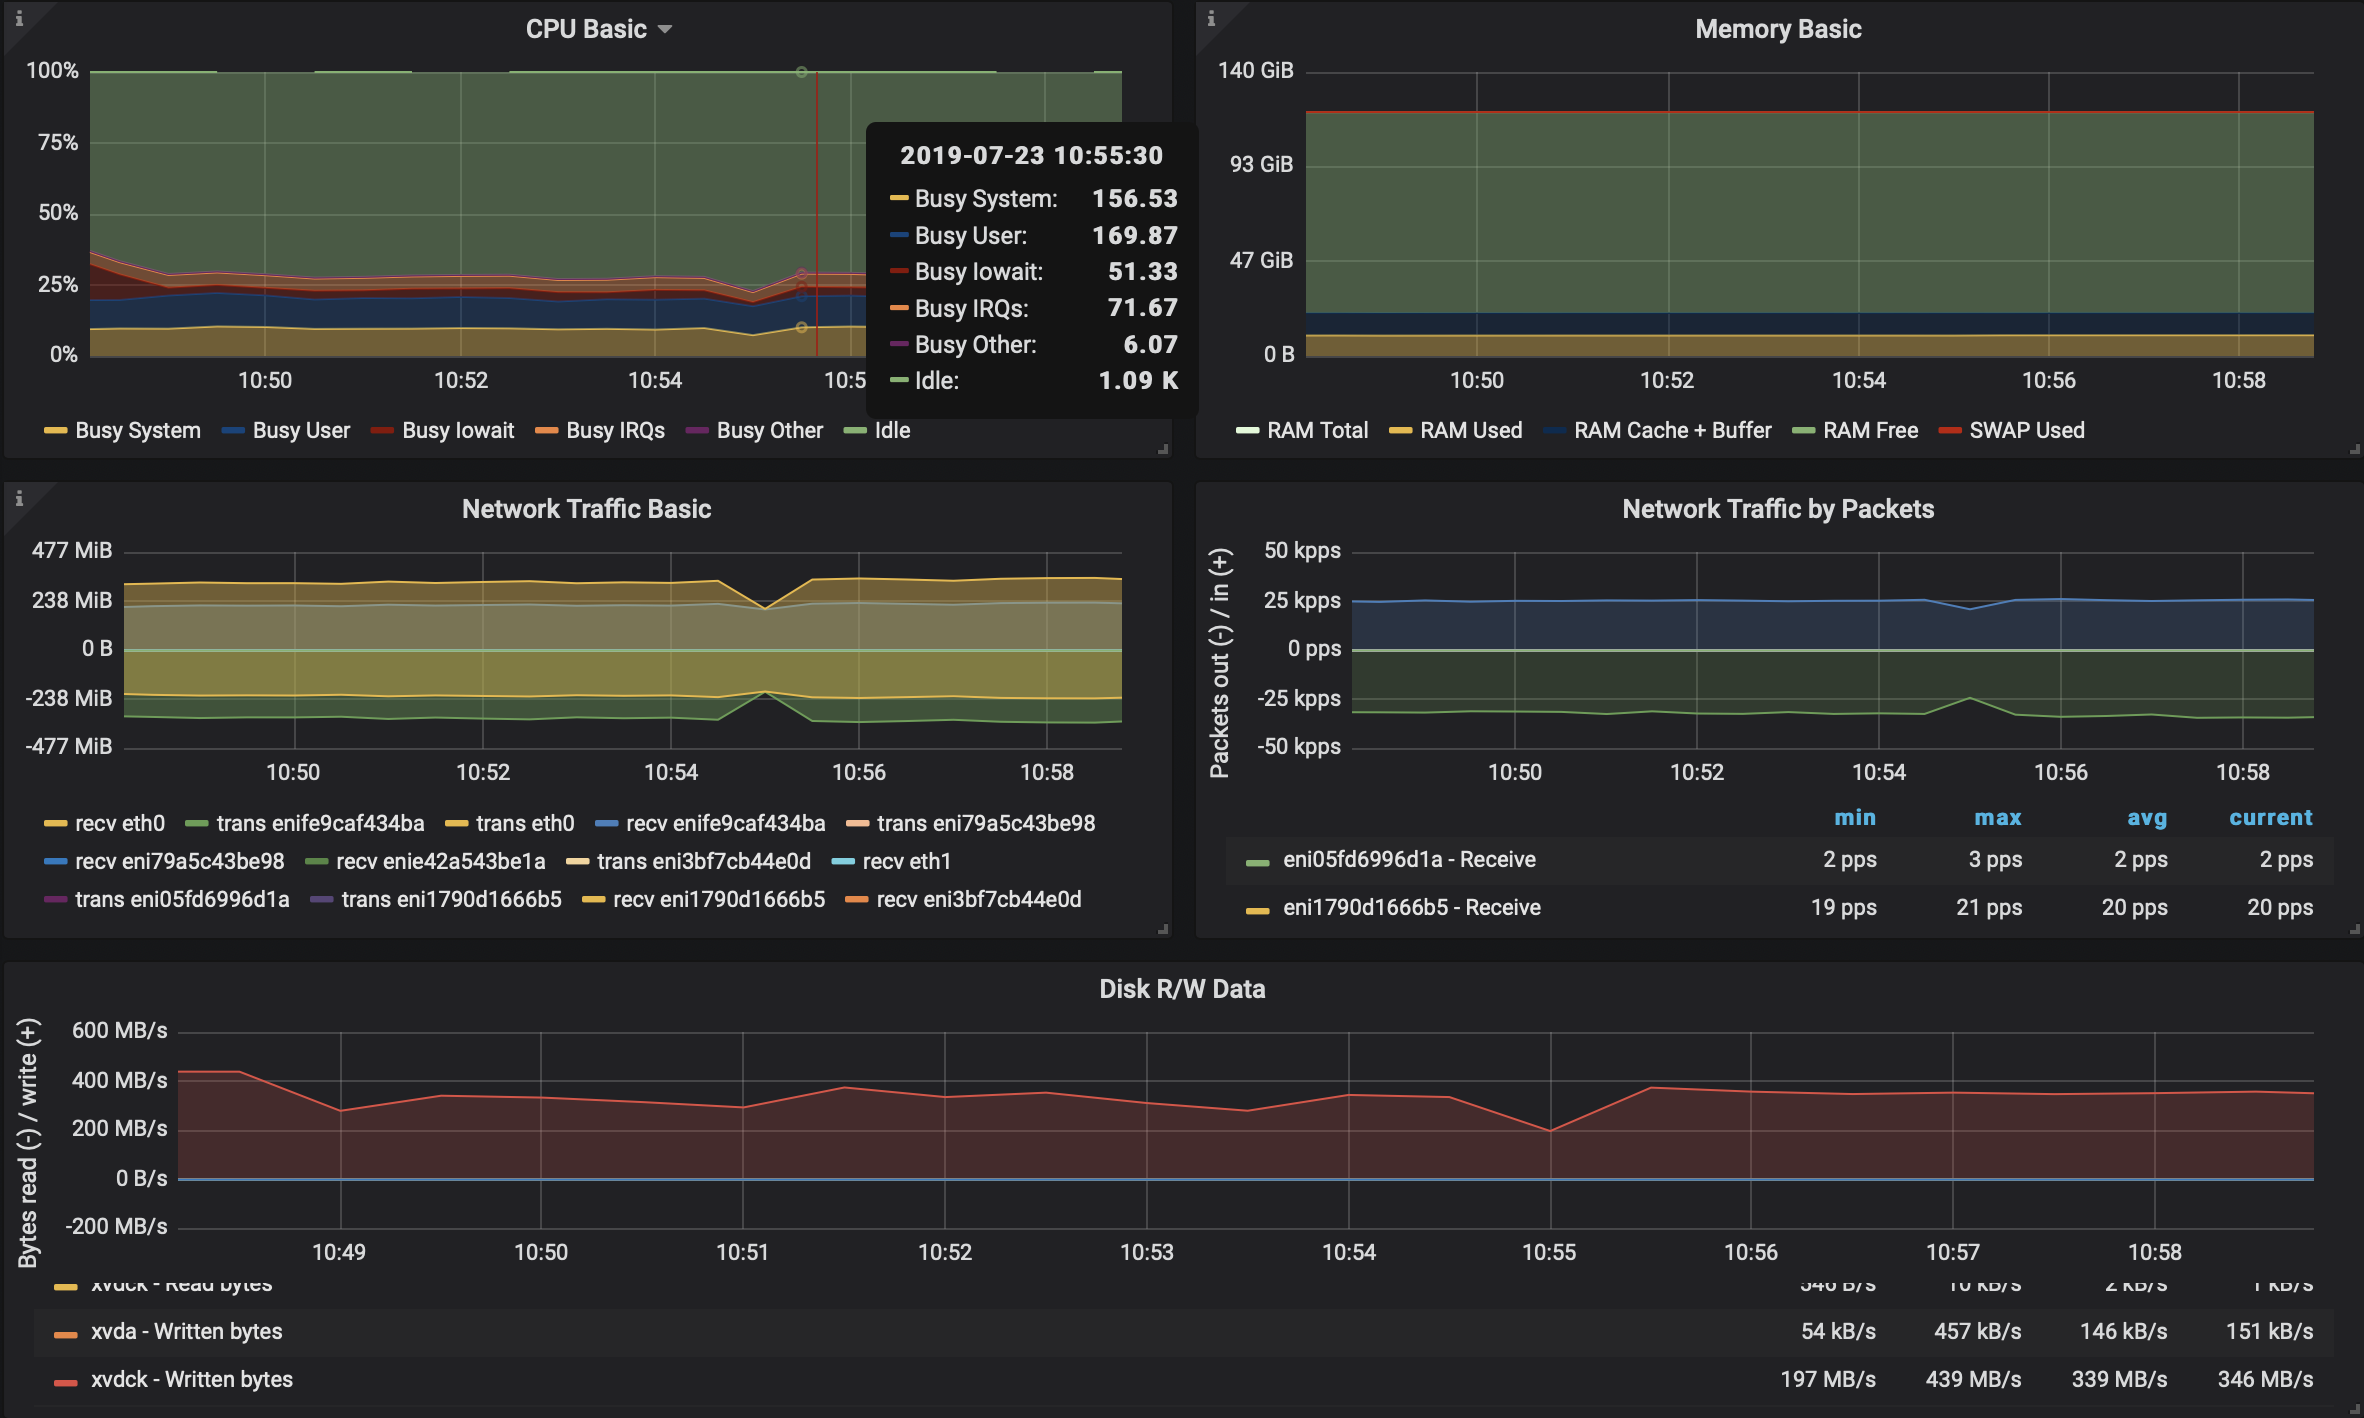 CPU Basic
100%
75%
50%
25%
0%
10:50 10:52 10:54 10:5
2019-07-23 10:55:30
Busy System: 156.53
Busy User: 169.87
Busy Iowait: 51.33
Busy IRQs: 71.67
Busy Other: 6.07
Idle: 1.09 K
Busy System Busy User Busy Iowait Busy IRQs Busy Other Idle
Memory Basic
140 GiB
93 GiB
47 GiB
0 B
10:50 10:52 10:54 10:56 10:58
RAM Total RAM Used RAM Cache + Buffer RAM Free SWAP Used
Network Traffic Basic
477 MiB
238 MiB
0 B
-238 MiB
-477 MiB
10:50 10:52 10:54 10:56 10:58
recv eth0 trans enife9caf434ba trans eth0 recv enife9caf434ba trans eni79a5c43be98
recv eni79a5c43be98 recv enie42a543be1a trans eni3bf7cb44e0d recv eth1
trans eni05fd6996d1a trans eni1790d1666b5 recv eni1790d1666b5 recv eni3bf7cb44e0d
Network Traffic by Packets
Packets out (-) / in (+)
50 kpps
25 kpps
0 pps
-25 kpps
-50 kpps
10:50 10:52 10:54 10:56 10:58
min max avg current
eni05fd6996d1a - Receive 2 pps 3 pps 2 pps 2 pps
eni1790d1666b5 - Receive 19 pps 21 pps 20 pps 20 pps
Disk R/W Data
Bytes read (-) / write (+)
600 MB/s
400 MB/s
200 MB/s
0 B/s
-200 MB/s
10:49 10:50 10:51 10:52 10:53 10:54 10:55 10:56 10:57 10:58
xvdck - Read bytes 546 B/s 10 kB/s 2 kB/s 1 kB/s
xvda - Written bytes 54 kB/s 457 kB/s 146 kB/s 151 kB/s
xvdck - Written bytes 197 MB/s 439 MB/s 339 MB/s 346 MB/s